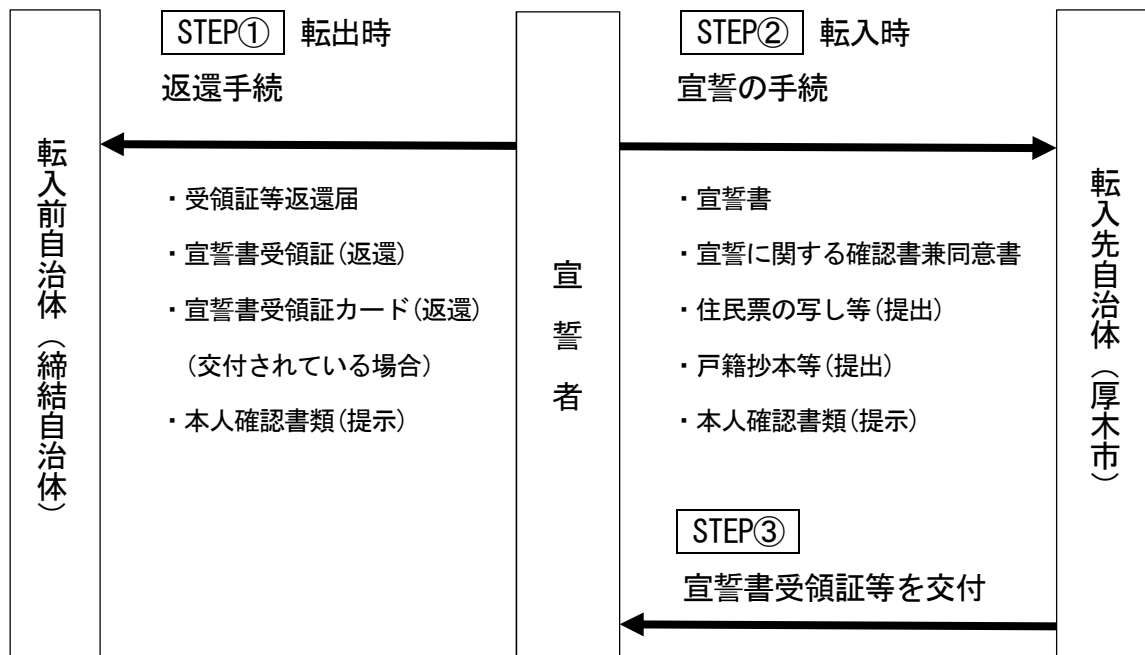 転入前自治体（締結自治体）
STEP① 転出時
返還手続
・受領証等返還届
・宣誓書受領証（返還）
・宣誓書受領証カード（返還）
（交付されている場合）
・本人確認書類（提示）
宣誓者
STEP② 転入時
宣誓の手続
・宣誓書
・宣誓に関する確認書兼同意書
・住民票の写し等（提出）
・戸籍抄本等（提出）
・本人確認書類（提示）
STEP③
宣誓書受領証等を交付
転入先自治体（厚木市）